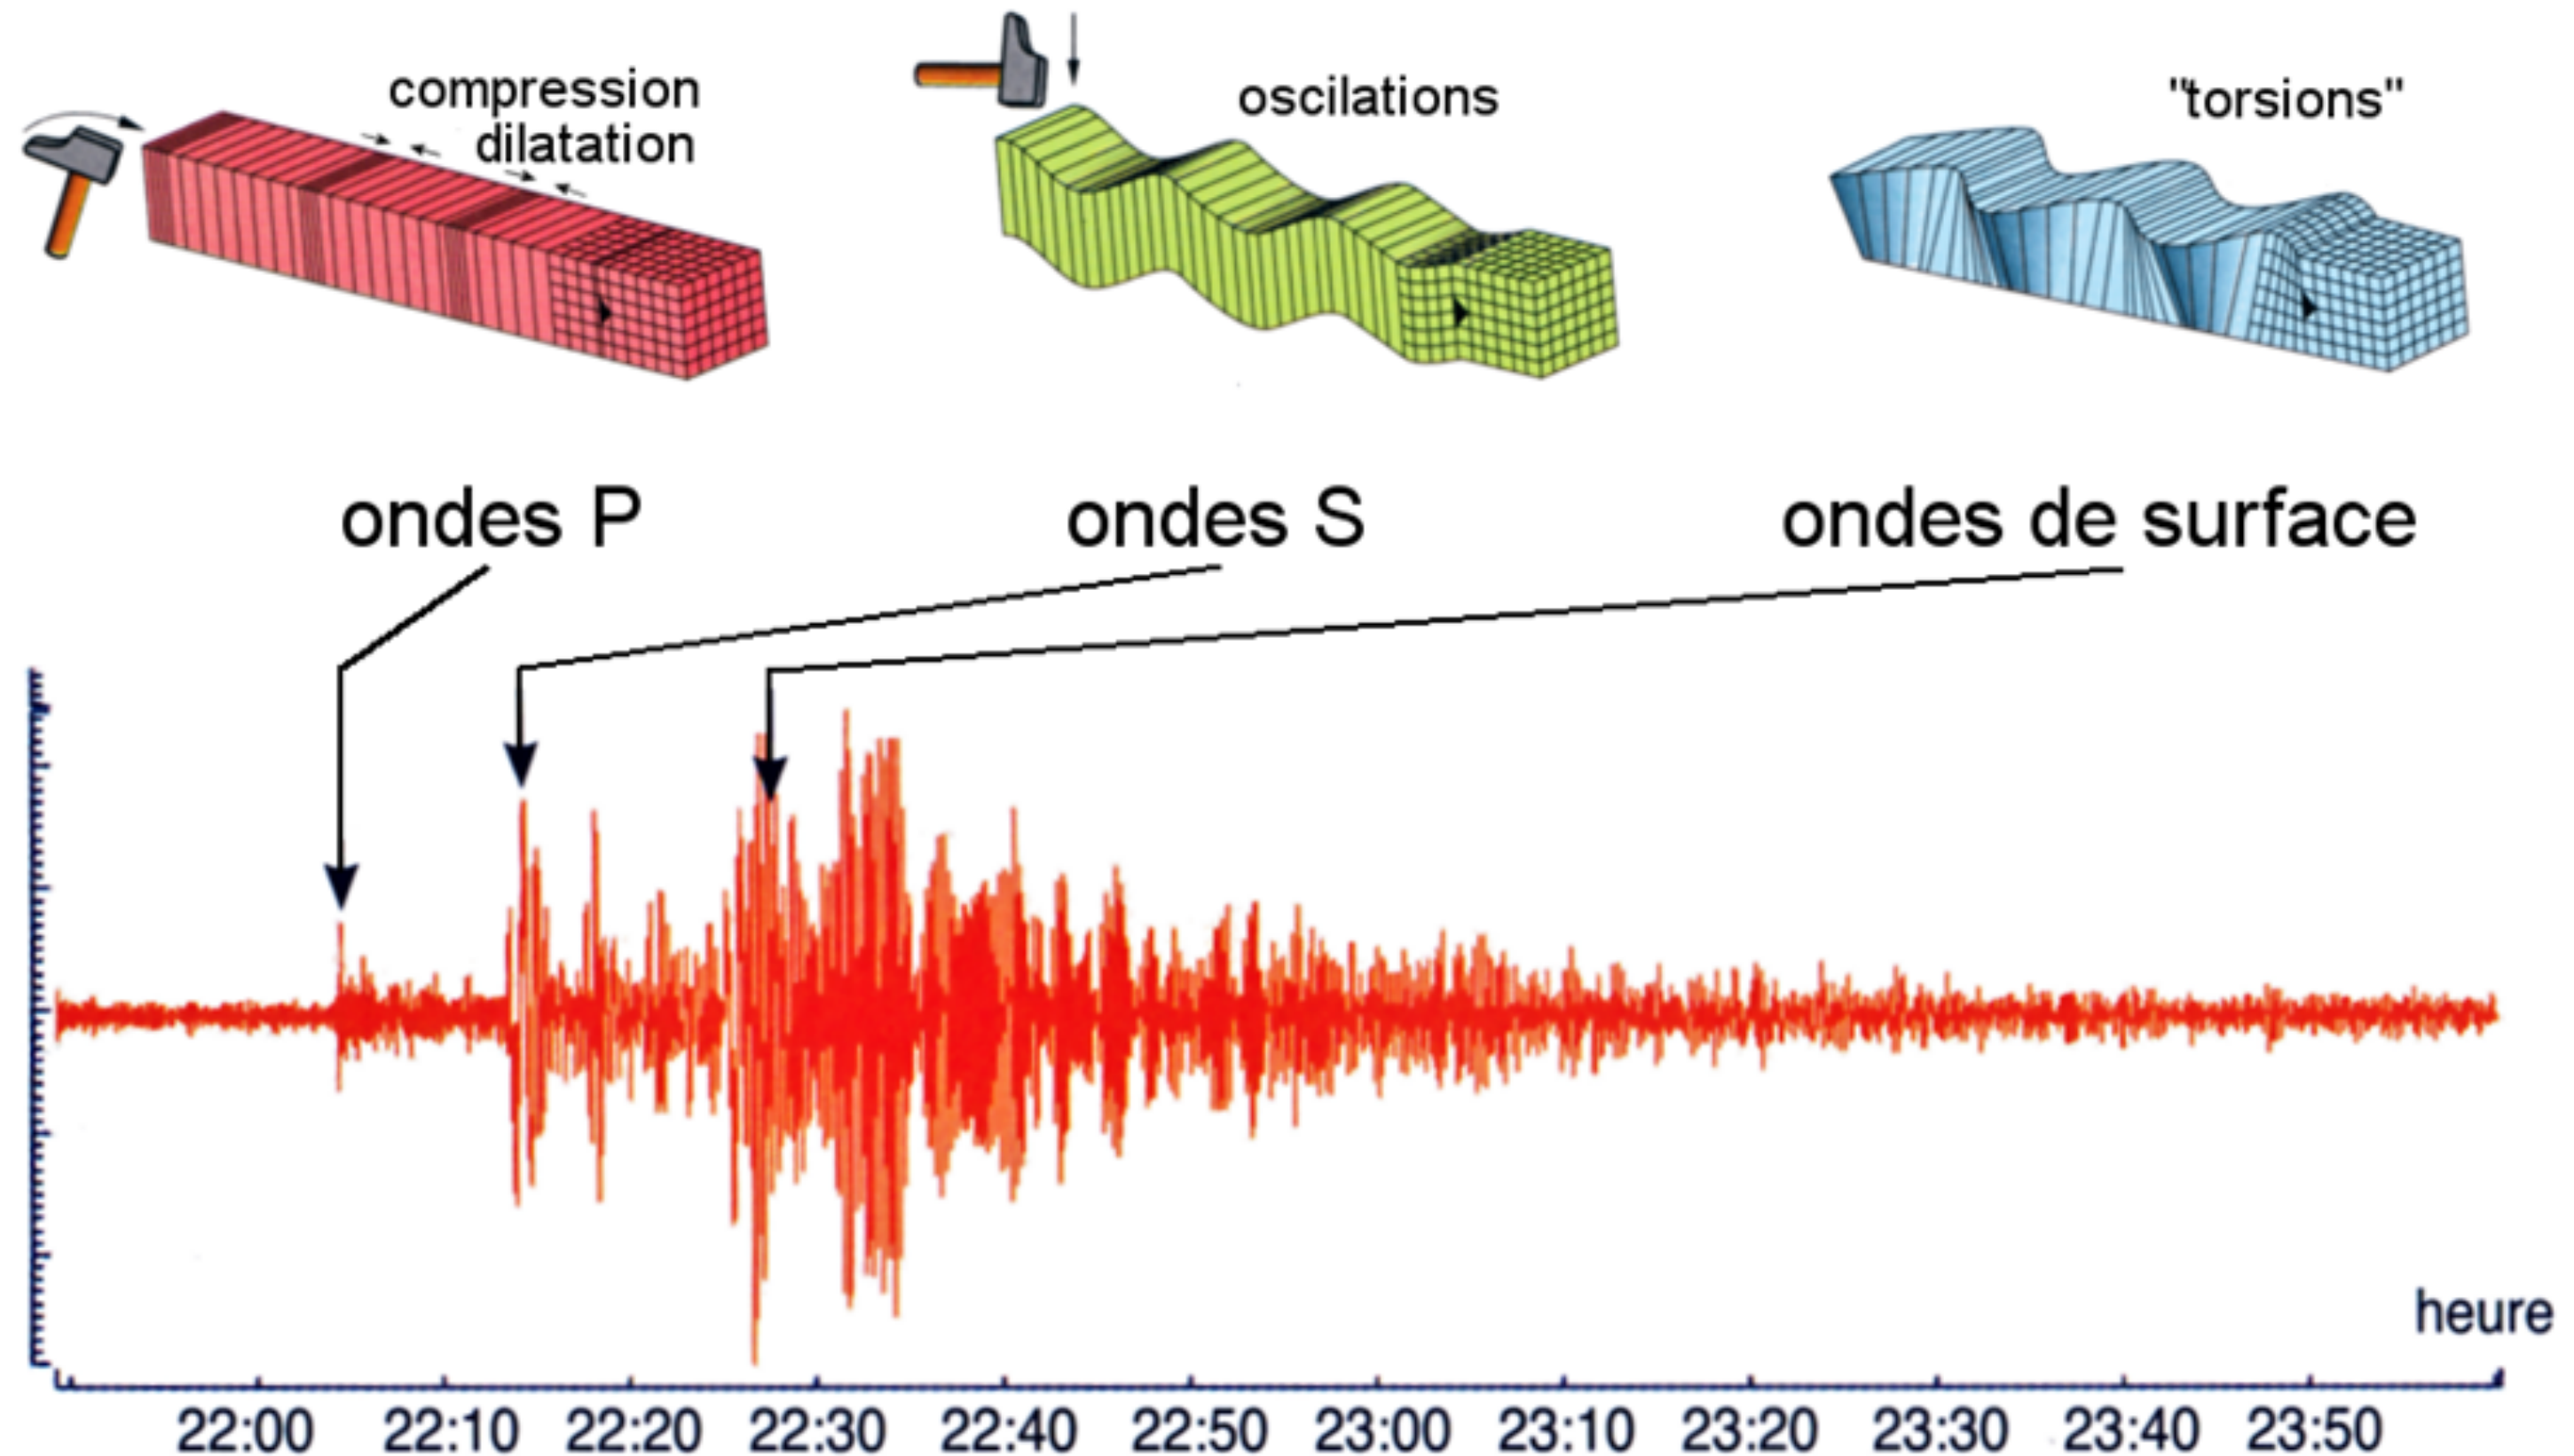 compression
dilatation
oscilations
"torsions"
ondes P
ondes S
ondes de surface
heure
22:00 22:10 22:20 22:30 22:40 22:50 23:00 23:10 23:20 23:30 23:40 23:50